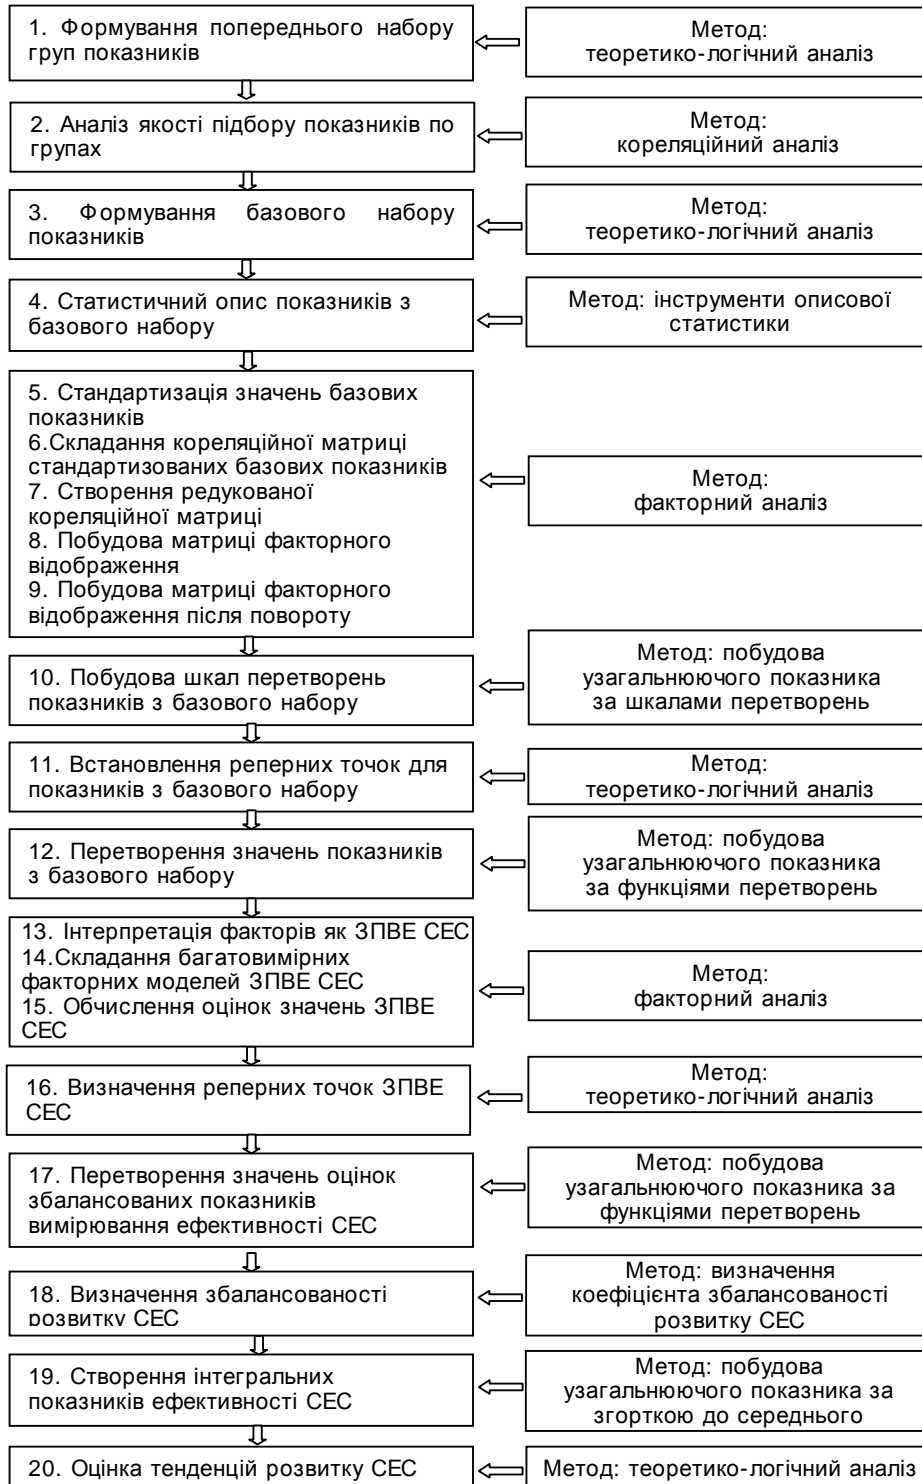 1. Формування попереднього набору
груп показників
Метод:
теоретико-логічний аналіз
2. Аналіз якості підбору показників по
групах
Метод:
кореляційний аналіз
3. Формування базового набору
показників
Метод:
теоретико-логічний аналіз
4. Статистичний опис показників з
базового набору
Метод: інструменти описової
статистики
5. Стандартизація значень базових
показників
6.Складання кореляційної матриці
стандартизованих базових показників
7. Створення редукованої
кореляційної матриці
8. Побудова матриці факторного
відображення
9. Побудова матриці факторного
відображення після повороту
Метод:
факторний аналіз
10. Побудова шкал перетворень
показників з базового набору
Метод: побудова
узагальнюючого показника
за шкалами перетворень
11. Встановлення реперних точок для
показників з базового набору
Метод:
теоретико-логічний аналіз
12. Перетворення значень показників
з базового набору
Метод: побудова
узагальнюючого показника
за функціями перетворень
13. Інтерпретація факторів як ЗПВЕ СЕС
14.Складання багатовимірних
факторних моделей ЗПВЕ СЕС
15. Обчислення оцінок значень ЗПВЕ
СЕС
Метод:
факторний аналіз
16. Визначення реперних точок ЗПВЕ
СЕС
Метод:
теоретико-логічний аналіз
17. Перетворення значень оцінок
збалансованих показників
вимірювання ефективності СЕС
Метод: побудова
узагальнюючого показника за
функціями перетворень
18. Визначення збалансованості
розвитку СЕС
Метод: визначення
коефіцієнта збалансованості
розвитку СЕС
19. Створення інтегральних
показників ефективності СЕС
Метод: побудова
узагальнюючого показника за
згорткою до середнього
20. Оцінка тенденцій розвитку СЕС
Метод: теоретико-логічний аналіз